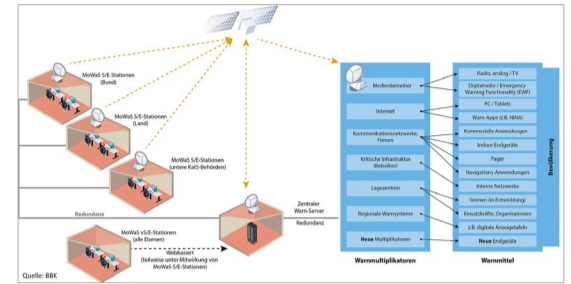 MoWaS S/E-Stationen
(Bund)
MoWaS S/E-Stationen
(Land)
MoWaS S/E-Stationen
(untere KatS-Behörden)
Redundanz
MoWaS vS/E-Stationen
(alle Ebenen)
Webbasiert
(teilweise unter Mitwirkung von
MoWaS S/E-Stationen)
Zentraler
Warn-Server
Redundanz
Quelle: BBK
Medienbetreiber
Internet
Kommunikationsnetzwerke,
Firmen
Kritische Infrastruktur
(Betreiber)
Lagezentren
Regionale Warnsysteme
Neue Multiplikatoren
Warnmultiplikatoren
Radio, analog / TV
Digitalradio / Emergency
Warning Functionality (EWF)
PC / Tablets
Warn-Apps (z.B. NINA)
Kommerzielle Anwendungen
Indoor Endgeräte
Pager
Navigations-Anwendungen
Interne Netzwerke
Sirenen (in Entwicklung)
Einsatzkräfte, Organisationen
z.B. digitale Anzeigetafeln
Neue Endgeräte
Warnmittel
Bevölkerung